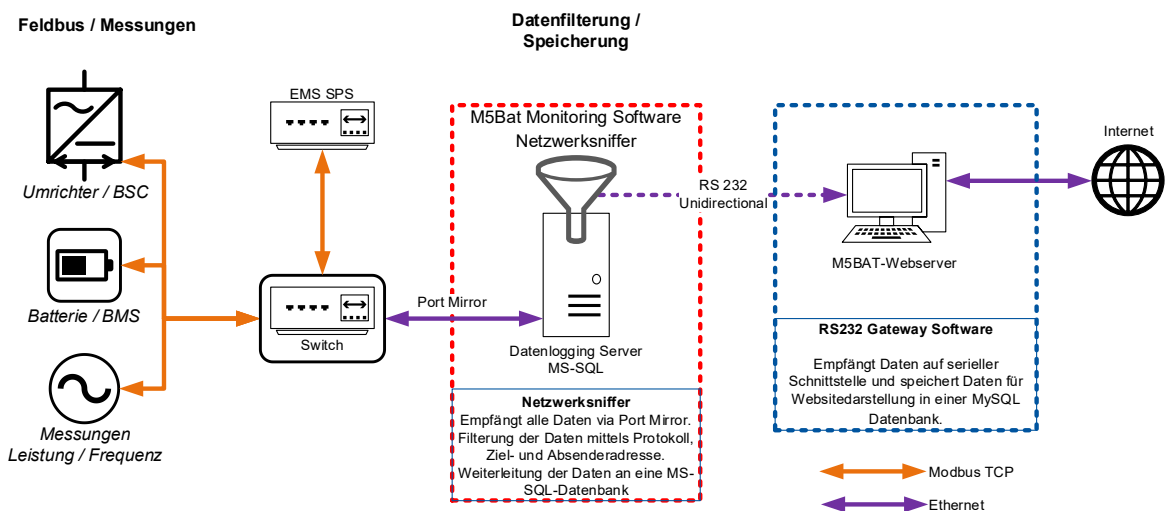 Feldbus / Messungen
Datenfilterung /
Speicherung
EMS SPS
Umrichter / BSC
Batterie / BMS
Messungen
Leistung / Frequenz
Switch
Port Mirror
M5Bat Monitoring Software
Netzwerksniffer
Datenlogging Server
MS-SQL
Netzwerksniffer
Empfängt alle Daten via Port Mirror.
Filterung der Daten mittels Protokoll,
Ziel- und Absenderadresse.
Weiterleitung der Daten an eine MS-
SQL-Datenbank
RS 232
Unidirectional
M5BAT-Webserver
RS232 Gateway Software
Empfängt Daten auf serieller
Schnittstelle und speichert Daten für
Websitedarstellung in einer MySQL
Datenbank.
Internet
Modbus TCP
Ethernet